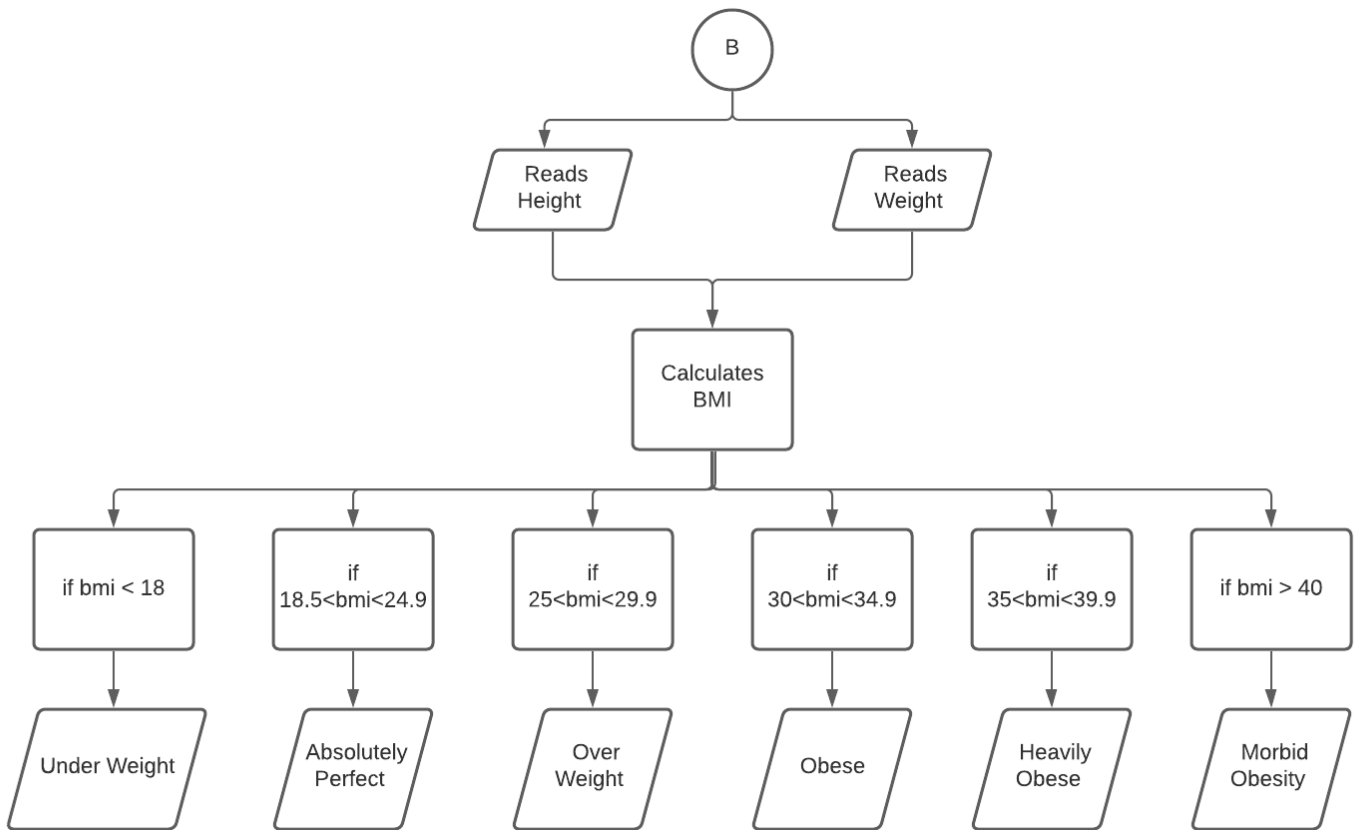 B
Reads
Height
Reads
Weight
Calculates
BMI
if bmi < 18
if
18.5<bmi<24.9
if
25<bmi<29.9
if
30<bmi<34.9
if
35<bmi<39.9
if bmi > 40
Under Weight
Absolutely
Perfect
Over
Weight
Obese
Heavily
Obese
Morbid
Obesity